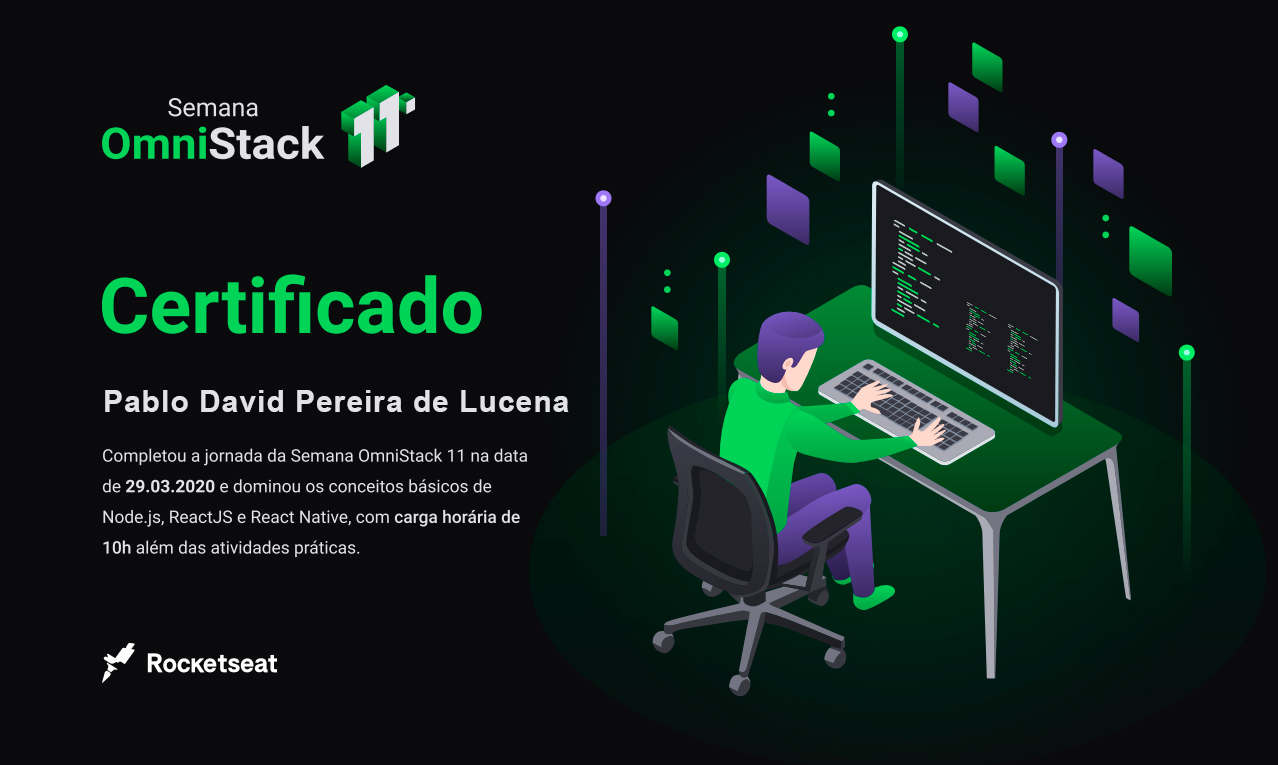 Semana
OmniStack 11
Certificado
Pablo David Pereira de Lucena
Completou a jornada da Semana OmniStack 11 na data
de 29.03.2020 e dominou os conceitos básicos de
Node.js, ReactJS e React Native, com carga horária de
10h além das atividades práticas.
Rocketseat